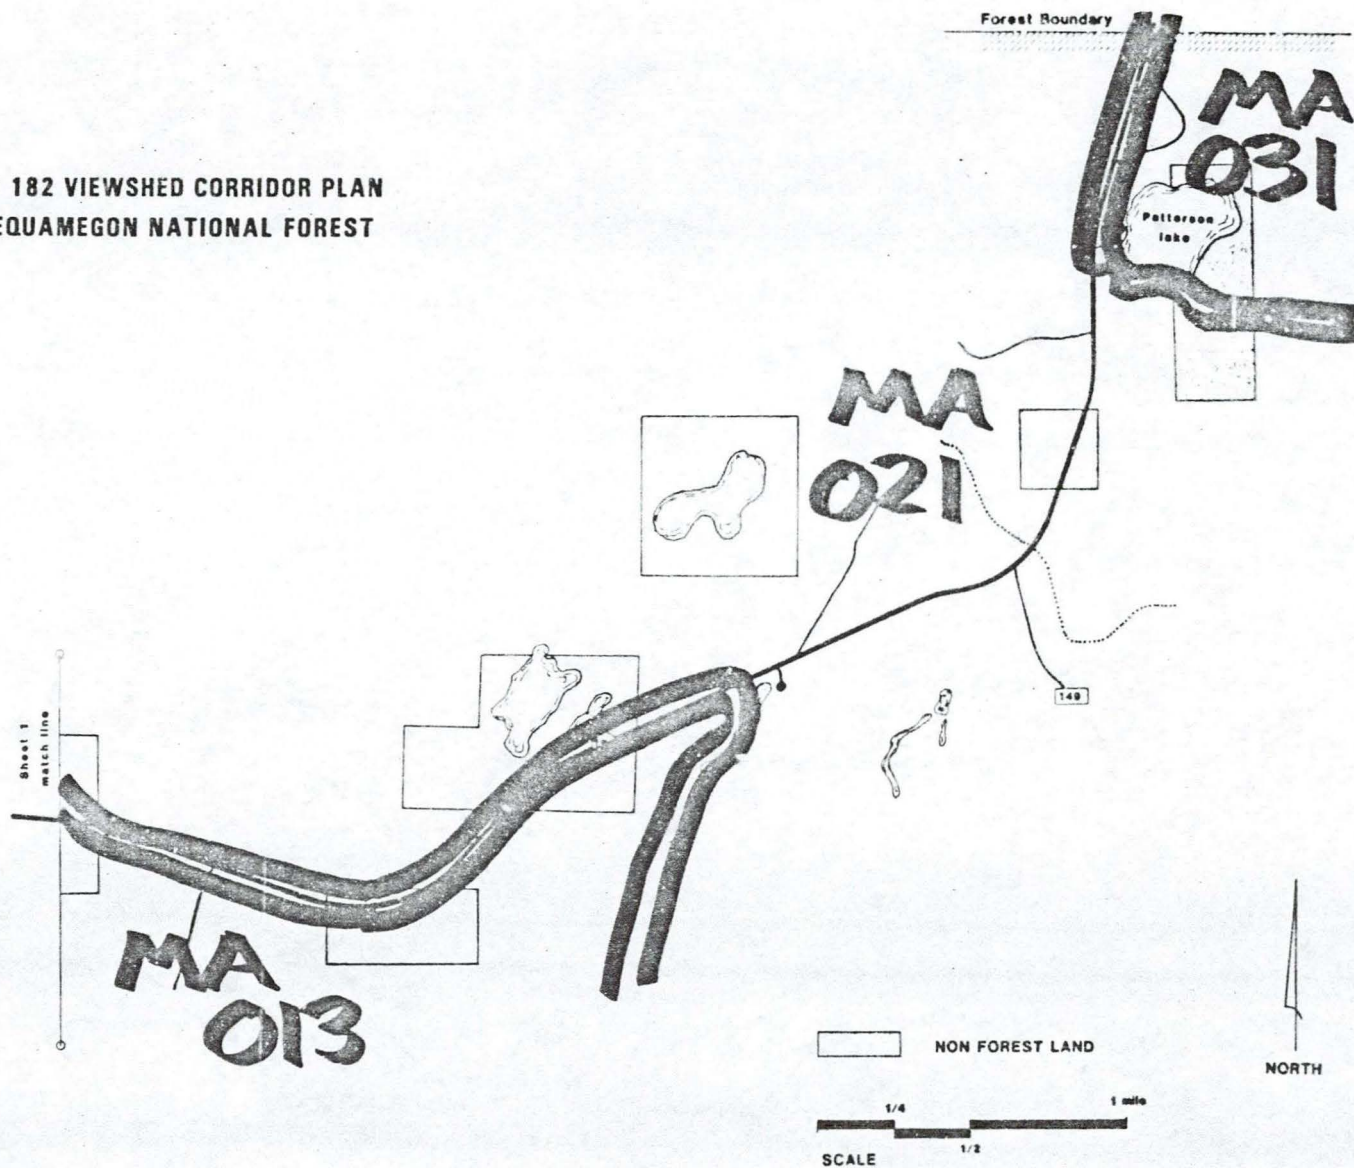 Forest Boundary
MA
031
182 VIEWSHED CORRIDOR PLAN
EQUAMEGON NATIONAL FOREST
Patterson
lake
MA
021
149
Sheet 1
match line
MA
013
NON FOREST LAND
NORTH
1/4
1 mile
1/2
SCALE